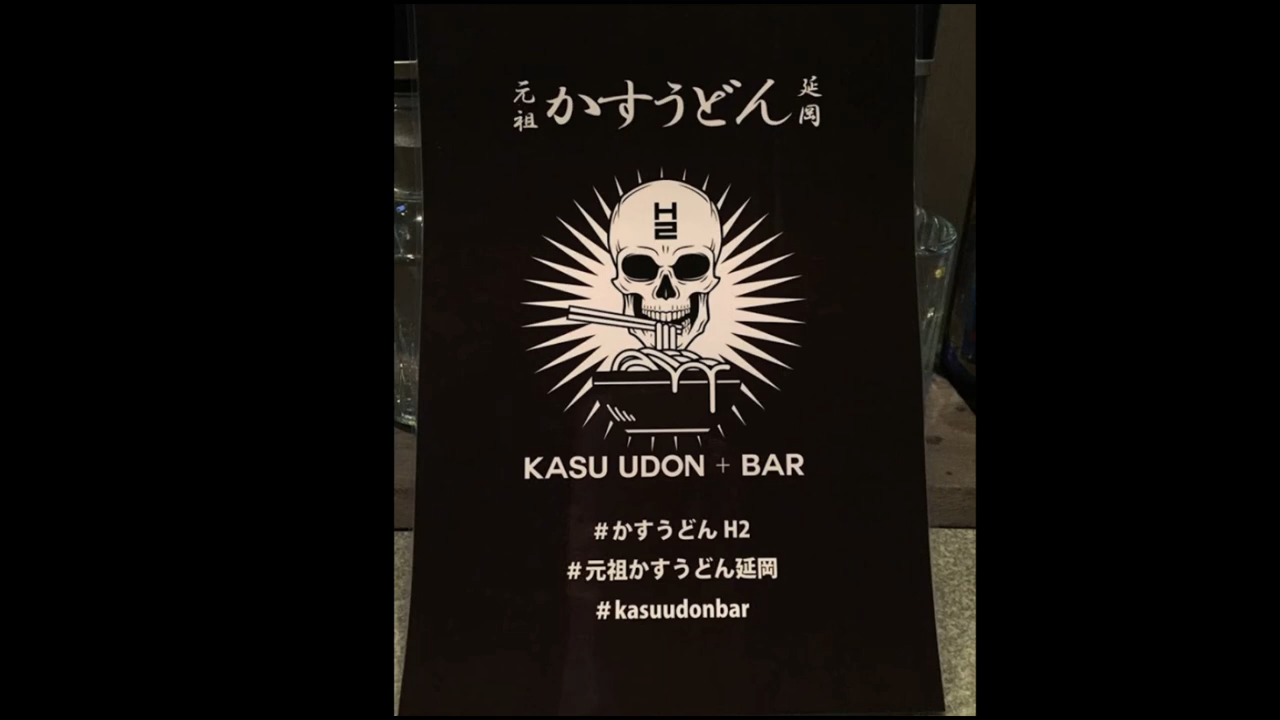 元祖 かすうどん 延岡
H2
KASU UDON + BAR
#かすうどん H2
#元祖かすうどん延岡
#kasuudonbar